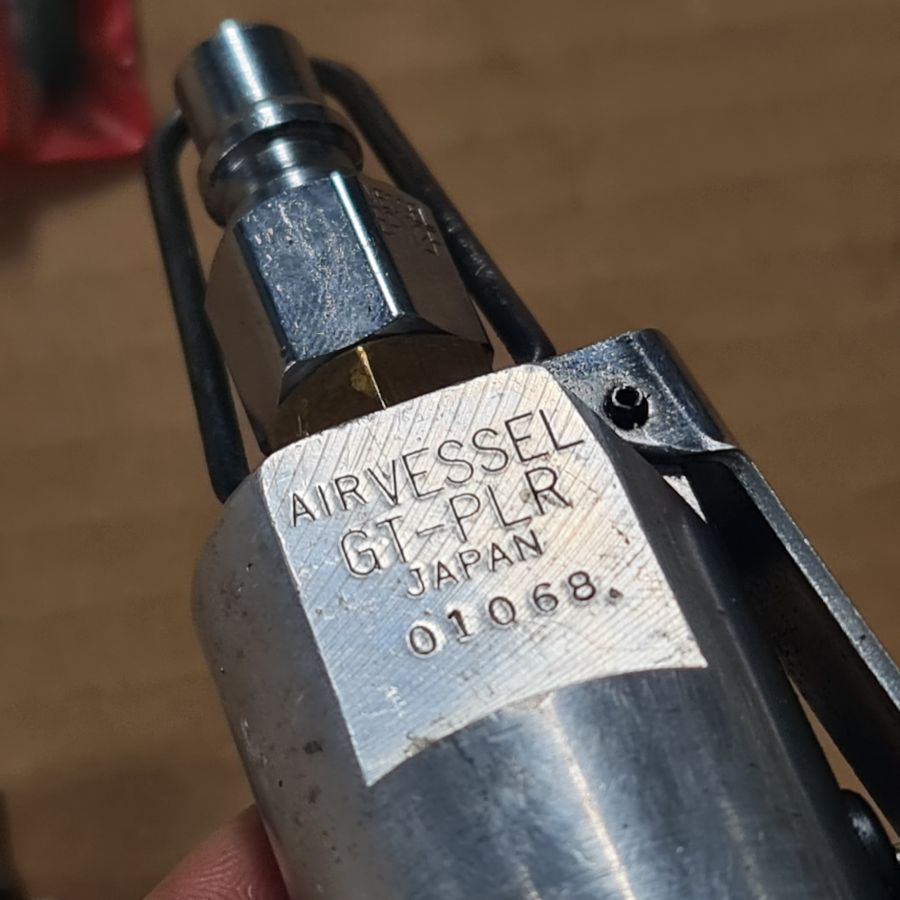 AIRVESSEL
GT-PLR
JAPAN
01068.